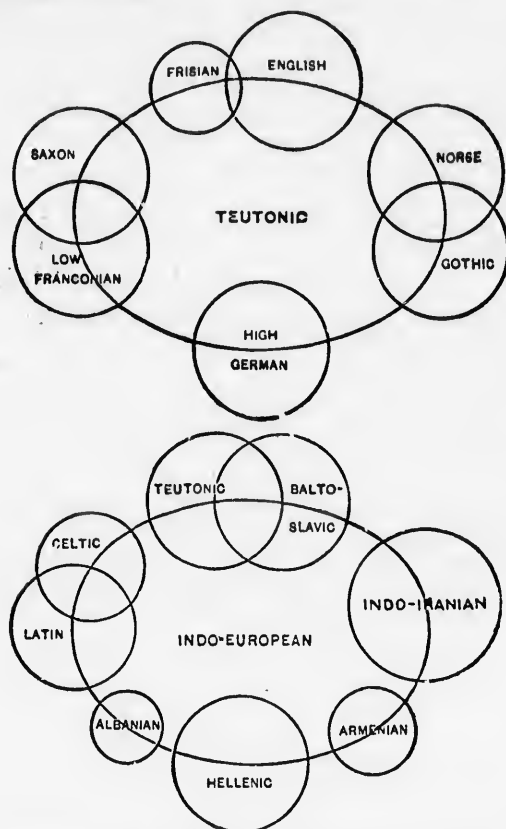 FRISIAN
ENGLISH
SAXON
NORSE
TEUTONIC
LOW
FRANCONIAN
GOTHIC
HIGH
GERMAN
TEUTONIC
BALTO-
SLAVIC
CELTIC
INDO-IRANIAN
LATIN
INDO-EUROPEAN
ALBANIAN
ARMENIAN
HELLENIC